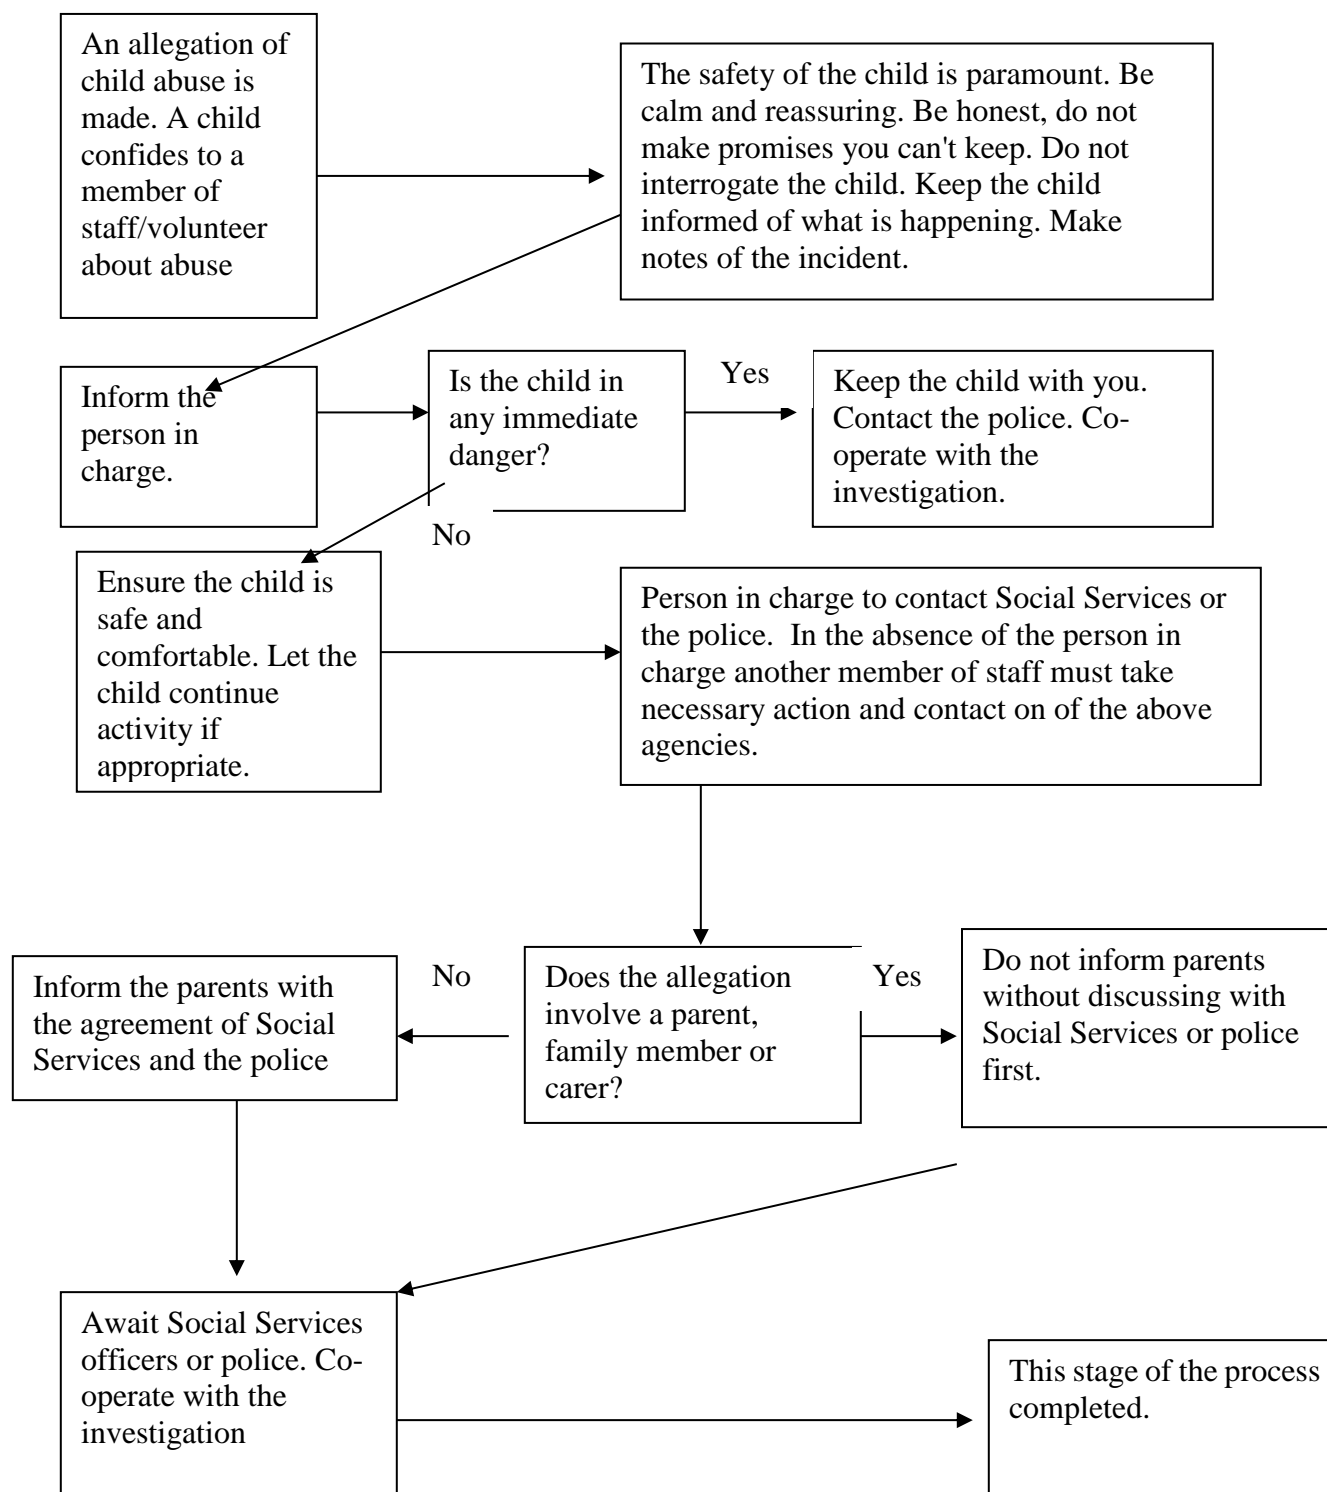 An allegation of
child abuse is
made. A child
confides to a
member of
staff/volunteer
about abuse
The safety of the child is paramount. Be
calm and reassuring. Be honest, do not
make promises you can't keep. Do not
interrogate the child. Keep the child
informed of what is happening. Make
notes of the incident.
Inform the
person in
charge.
Is the child in
any immediate
danger?
Yes
Keep the child with you.
Contact the police. Co-
operate with the
investigation.
No
Ensure the child is
safe and
comfortable. Let the
child continue
activity if
appropriate.
Person in charge to contact Social Services or
the police.  In the absence of the person in
charge another member of staff must take
necessary action and contact on of the above
agencies.
Inform the parents with
the agreement of Social
Services and the police
No
Does the allegation
involve a parent,
family member or
carer?
Yes
Do not inform parents
without discussing with
Social Services or police
first.
Await Social Services
officers or police. Co-
operate with the
investigation
This stage of the process
completed.